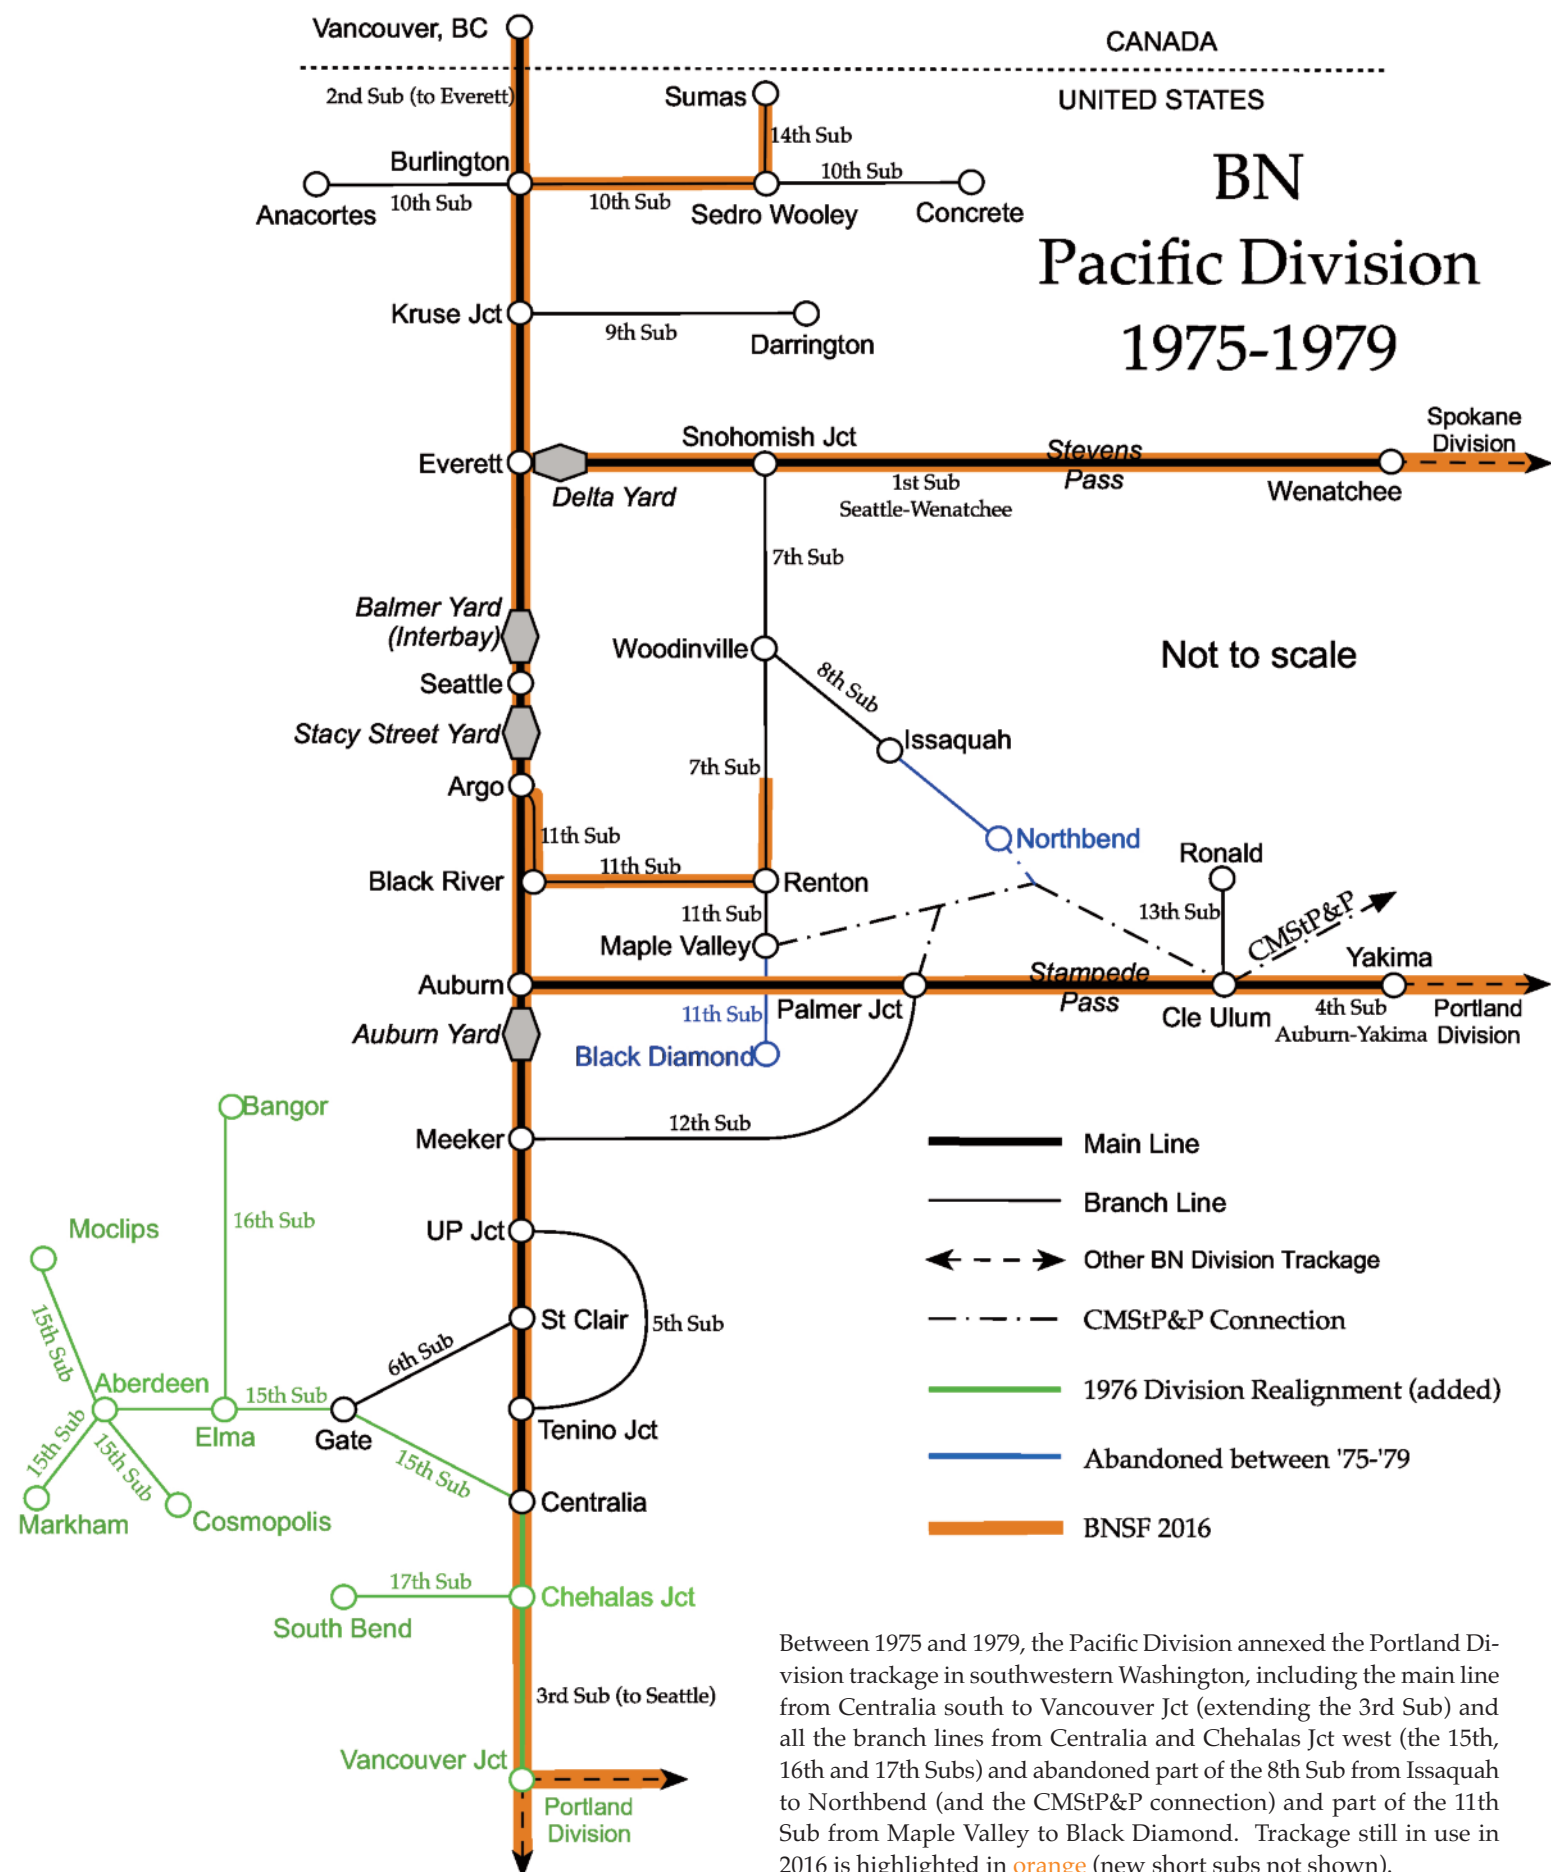 Vancouver, BC
CANADA
2nd Sub (to Everett)
Sumas
UNITED STATES
14th Sub
Burlington
10th Sub
BN
Pacific Division
1975-1979
Anacortes
10th Sub
10th Sub
Sedro Wooley
Concrete
Kruse Jct
9th Sub
Darrington
Spokane
Division
Snohomish Jct
Stevens
Pass
Everett
Delta Yard
1st Sub
Seattle-Wenatchee
Wenatchee
7th Sub
Balmer Yard
(Interbay)
Woodinville
Not to scale
8th Sub
Seattle
Stacy Street Yard
Issaquah
7th Sub
Argo
11th Sub
Northbend
11th Sub
Ronald
Black River
Renton
11th Sub
13th Sub
CMStP&P
Maple Valley
Yakima
Auburn
Stampede
Pass
11th Sub
Palmer Jct
Cle Ulum
4th Sub
Auburn-Yakima
Portland
Division
Auburn Yard
Black Diamond
Bangor
Meeker
12th Sub
Main Line
Branch Line
Moclips
16th Sub
UP Jct
Other BN Division Trackage
15th Sub
St Clair
5th Sub
CMStP&P Connection
6th Sub
Aberdeen
15th Sub
1976 Division Realignment (added)
Elma
Gate
Tenino Jct
15th Sub
15th Sub
15th Sub
Abandoned between '75-'79
Markham
Cosmopolis
Centralia
BNSF 2016
17th Sub
Chehalas Jct
South Bend
3rd Sub (to Seattle)
Vancouver Jct
Portland
Division
Between 1975 and 1979, the Pacific Division annexed the Portland Di-
vision trackage in southwestern Washington, including the main line
from Centralia south to Vancouver Jct (extending the 3rd Sub) and
all the branch lines from Centralia and Chehalas Jct west (the 15th,
16th and 17th Subs) and abandoned part of the 8th Sub from Issaquah
to Northbend (and the CMStP&P connection) and part of the 11th
Sub from Maple Valley to Black Diamond. Trackage still in use in
2016 is highlighted in orange (new short subs not shown).